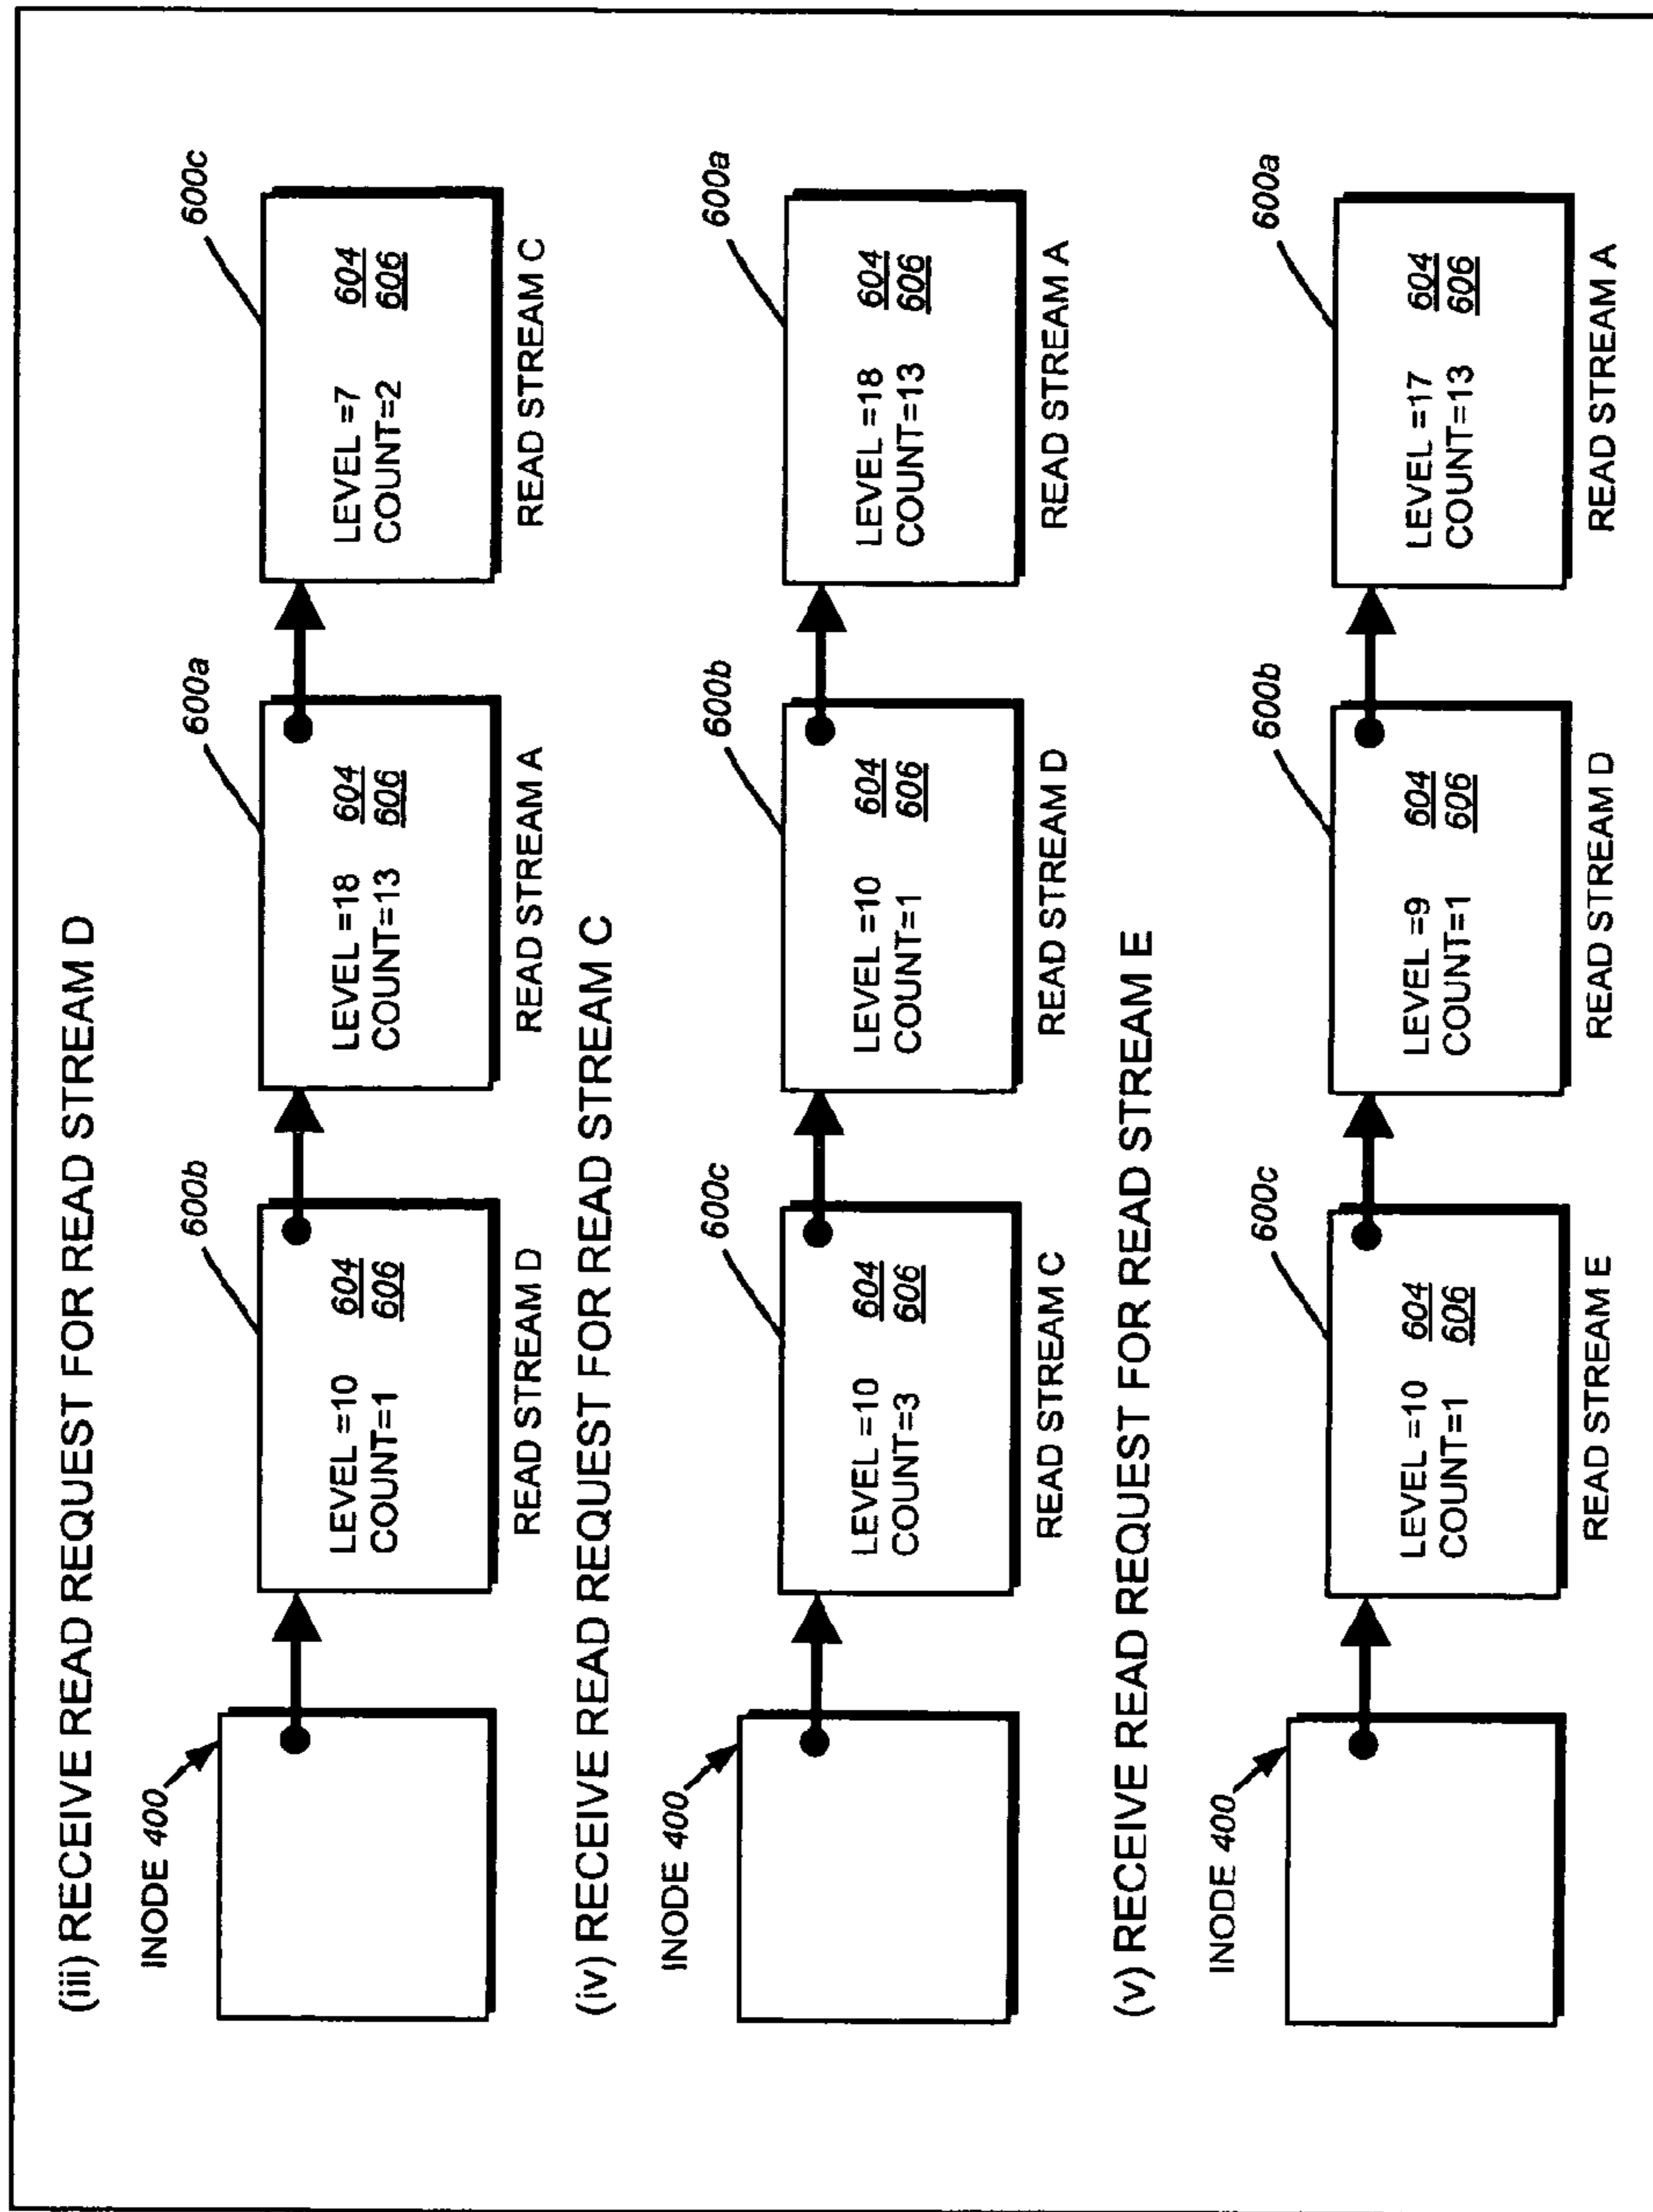 (iii) RECEIVE READ REQUEST FOR READ STREAM D
INODE 400
600b
600a
600c
LEVEL =10 604
COUNT=1 606
LEVEL =18 604
COUNT=13 606
LEVEL =7 604
COUNT=2 606
READ STREAM D
READ STREAM A
READ STREAM C
(iv) RECEIVE READ REQUEST FOR READ STREAM C
INODE 400
600c
600b
600a
LEVEL =10 604
COUNT=3 606
LEVEL =10 604
COUNT=1 606
LEVEL =18 604
COUNT=13 606
READ STREAM C
READ STREAM D
READ STREAM A
(v) RECEIVE READ REQUEST FOR READ STREAM E
INODE 400
600c
600b
600a
LEVEL =10 604
COUNT=1 606
LEVEL =9 604
COUNT=1 606
LEVEL =17 604
COUNT=13 606
READ STREAM E
READ STREAM D
READ STREAM A